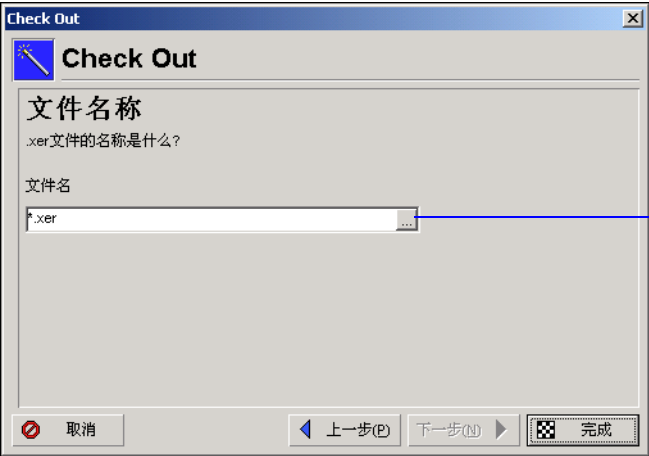 Check Out
Check Out
文件名称
.xer文件的名称是什么?
文件名
*.xer
...
取消
上一步(P)
下一步(N)
完成